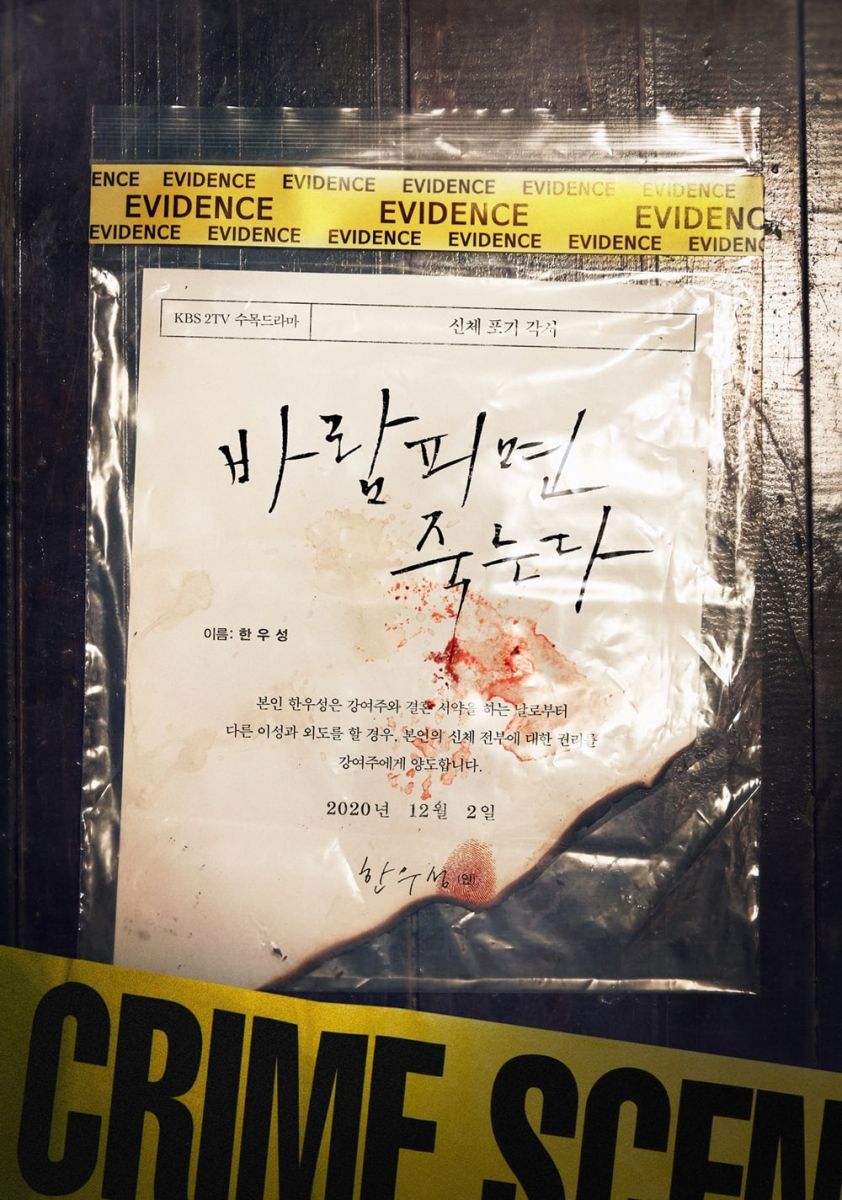 ENCE EVIDENCE EVIDENCE EVIDENCE EVIDENCE EVIDENCE
EVIDENCE EVIDENCE EVIDENC
EVIDENCE EVIDENCE EVIDENCE EVIDENCE EVIDENCE EVIDENC
KBS 2TV 수목드라마 신체 포기 각서
바람피면
죽는다
이름: 한우성
본인 한우성은 강여주와 결혼 서약을 하는 날로부터
다른 이성과 외도를 할 경우, 본인의 신체 전부에 대한 권리를
강여주에게 양도합니다.
2020년 12월 2일
한우성 (인)
CRIME SCEN